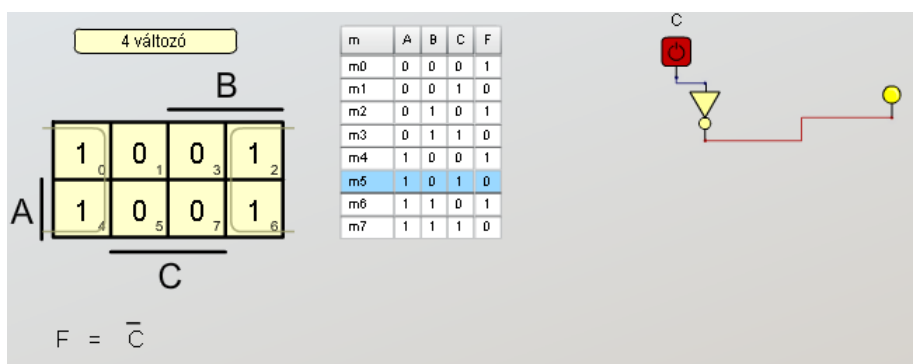 4 változó
B
1 0 0 0 1 0 3 1 2
A
1 4 0 5 0 7 1 6
C
F = C̅
m A B C F
m0 0 0 0 1
m1 0 0 1 0
m2 0 1 0 1
m3 0 1 1 0
m4 1 0 0 1
m5 1 0 1 0
m6 1 1 0 1
m7 1 1 1 0
C